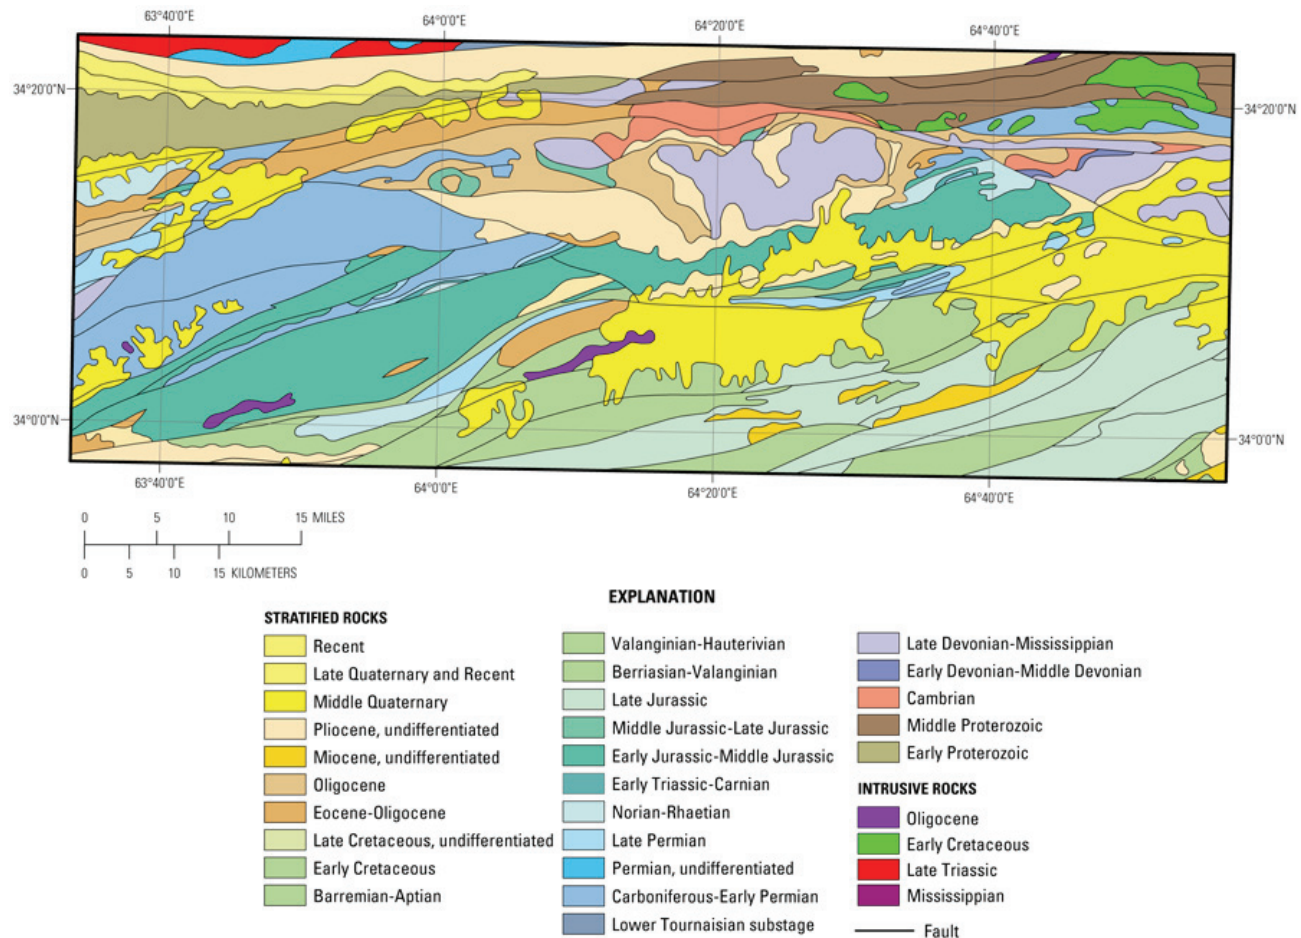 63°40'0"E 64°0'0"E 64°20'0"E 64°40'0"E
34°20'0"N 34°20'0"N
34°0'0"N 34°0'0"N
63°40'0"E 64°0'0"E 64°20'0"E 64°40'0"E
0 5 10 15 MILES
0 5 10 15 KILOMETERS
EXPLANATION
STRATIFIED ROCKS
Recent
Late Quaternary and Recent
Middle Quaternary
Pliocene, undifferentiated
Miocene, undifferentiated
Oligocene
Eocene-Oligocene
Late Cretaceous, undifferentiated
Early Cretaceous
Barremian-Aptian
Valanginian-Hauterivian
Berriasian-Valanginian
Late Jurassic
Middle Jurassic-Late Jurassic
Early Jurassic-Middle Jurassic
Early Triassic-Carnian
Norian-Rhaetian
Late Permian
Permian, undifferentiated
Carboniferous-Early Permian
Lower Tournaisian substage
Late Devonian-Mississippian
Early Devonian-Middle Devonian
Cambrian
Middle Proterozoic
Early Proterozoic
INTRUSIVE ROCKS
Oligocene
Early Cretaceous
Late Triassic
Mississippian
Fault